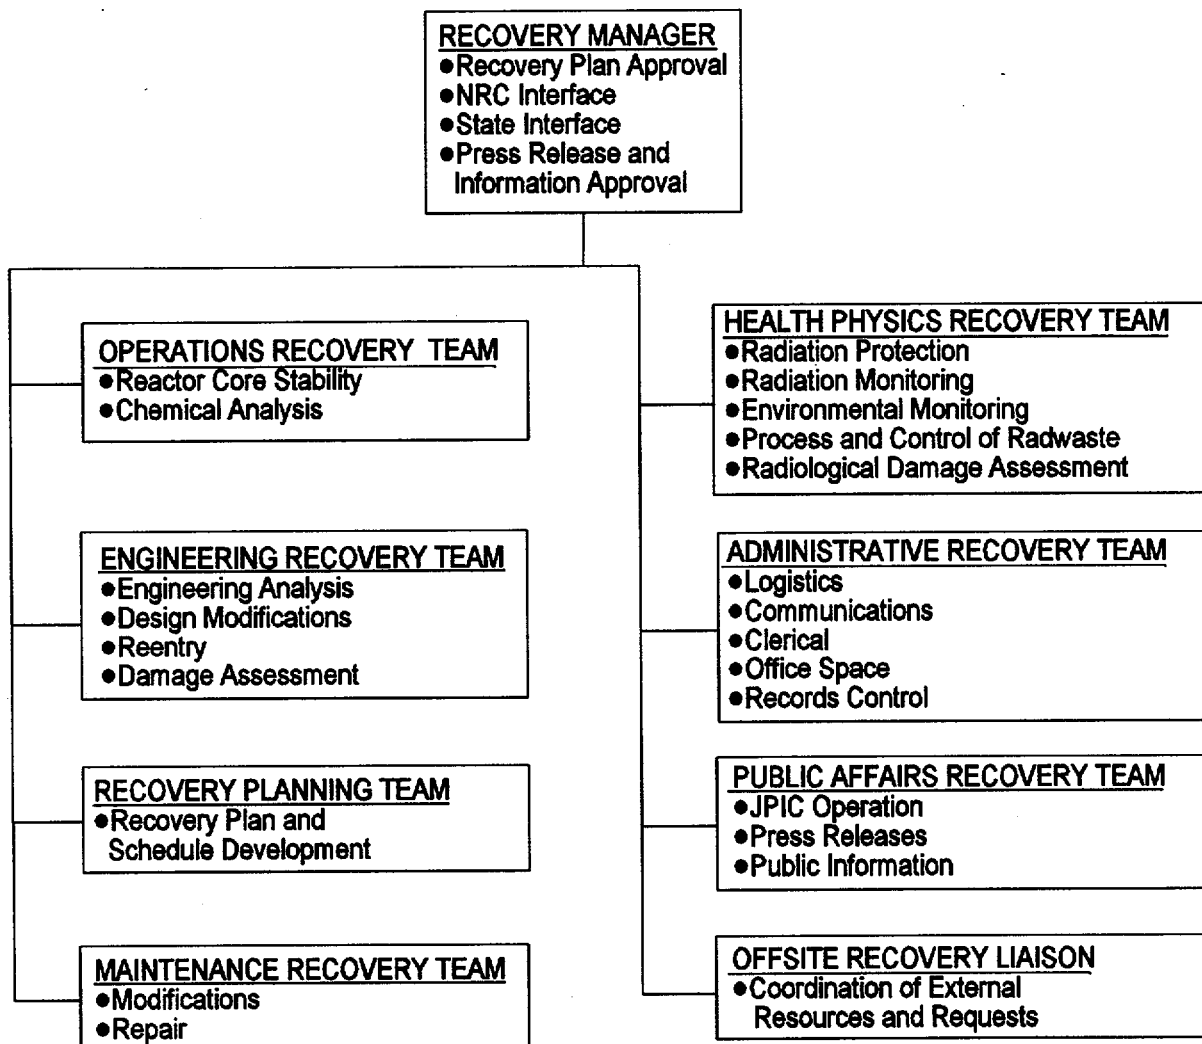 RECOVERY MANAGER
●Recovery Plan Approval
●NRC Interface
●State Interface
●Press Release and
Information Approval
OPERATIONS RECOVERY TEAM
●Reactor Core Stability
●Chemical Analysis
ENGINEERING RECOVERY TEAM
●Engineering Analysis
●Design Modifications
●Reentry
●Damage Assessment
RECOVERY PLANNING TEAM
●Recovery Plan and
Schedule Development
MAINTENANCE RECOVERY TEAM
●Modifications
●Repair
HEALTH PHYSICS RECOVERY TEAM
●Radiation Protection
●Radiation Monitoring
●Environmental Monitoring
●Process and Control of Radwaste
●Radiological Damage Assessment
ADMINISTRATIVE RECOVERY TEAM
●Logistics
●Communications
●Clerical
●Office Space
●Records Control
PUBLIC AFFAIRS RECOVERY TEAM
●JPIC Operation
●Press Releases
●Public Information
OFFSITE RECOVERY LIAISON
●Coordination of External
Resources and Requests